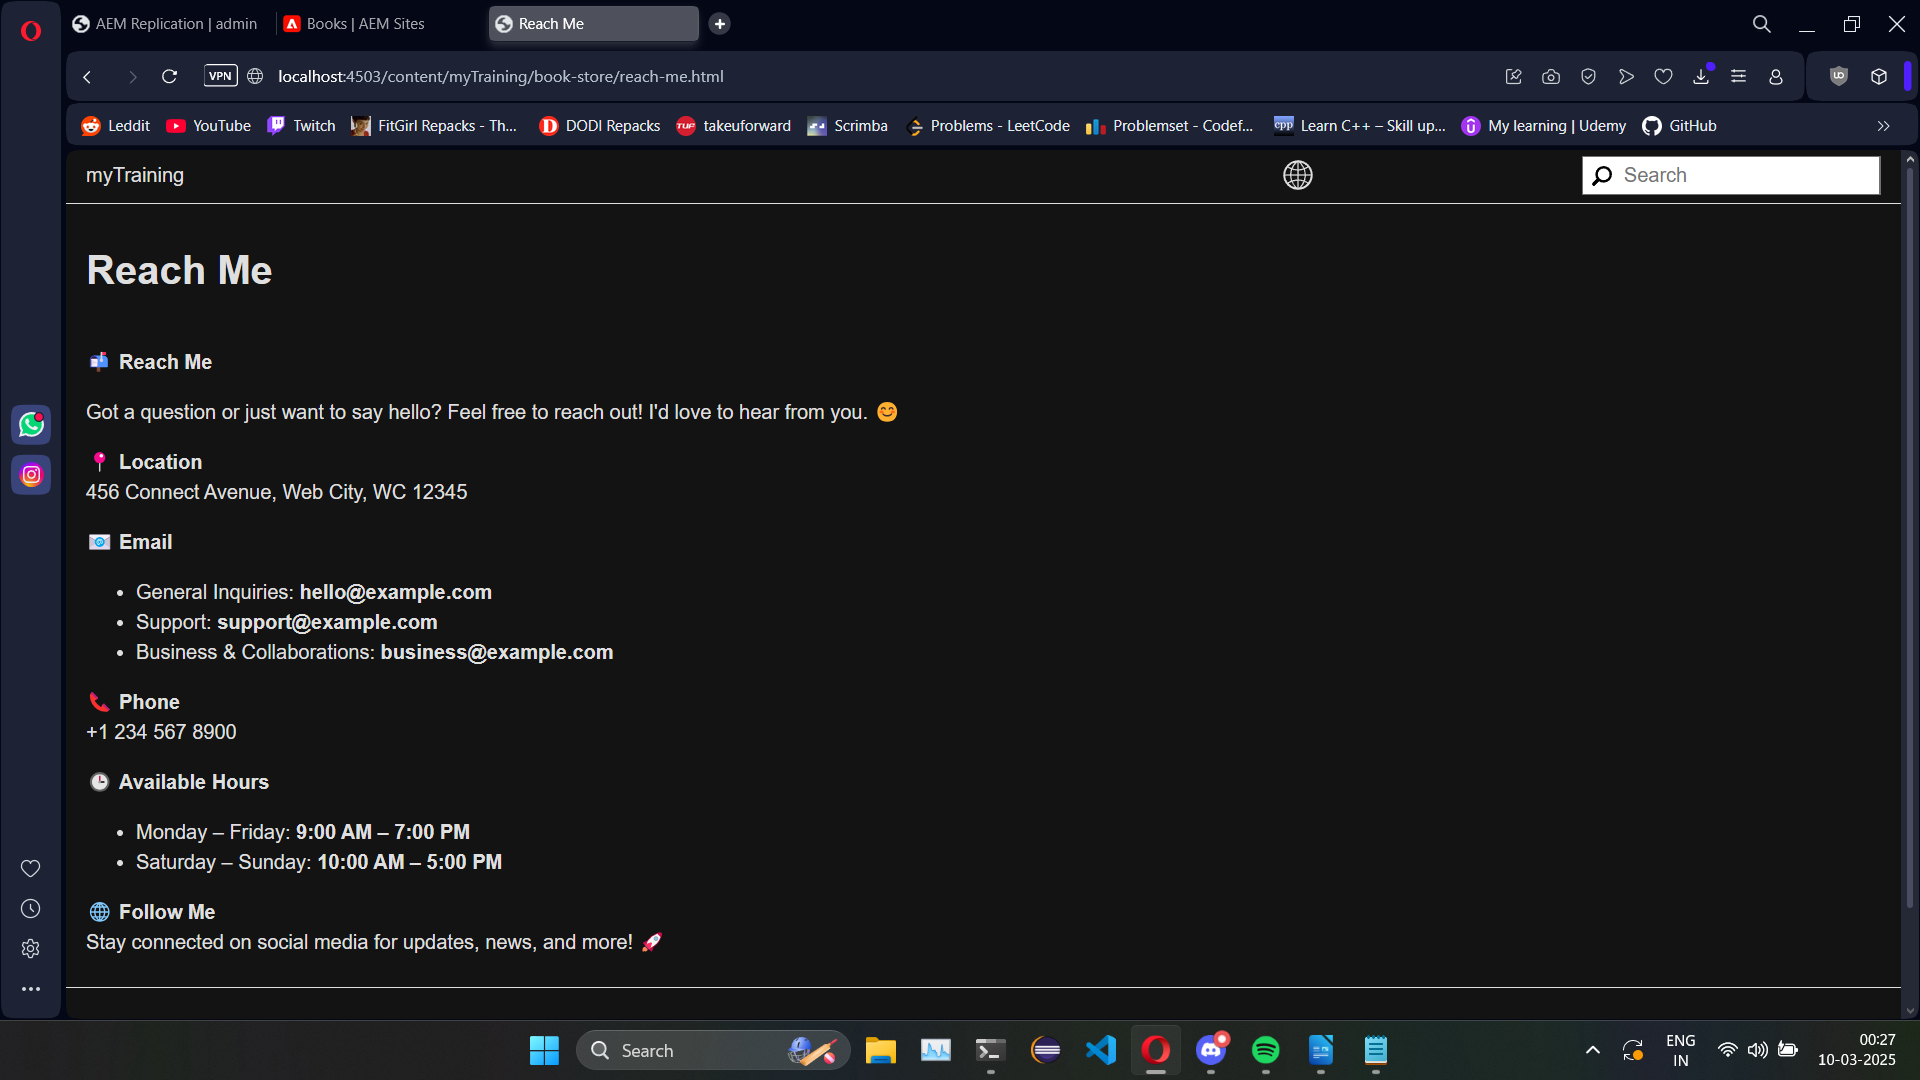 AEM Replication | admin
Books | AEM Sites
Reach Me
VPN
localhost:4503/content/myTraining/book-store/reach-me.html
Leddit
YouTube
Twitch
FitGirl Repacks - Th...
DODI Repacks
takeuforward
Scrimba
Problems - LeetCode
Problemset - Codef...
Learn C++ – Skill up...
My learning | Udemy
GitHub
myTraining
Search
Reach Me
📬 Reach Me
Got a question or just want to say hello? Feel free to reach out! I'd love to hear from you. 😊
📍 Location
456 Connect Avenue, Web City, WC 12345
📧 Email
• General Inquiries: hello@example.com
• Support: support@example.com
• Business & Collaborations: business@example.com
📞 Phone
+1 234 567 8900
🕒 Available Hours
• Monday – Friday: 9:00 AM – 7:00 PM
• Saturday – Sunday: 10:00 AM – 5:00 PM
🌐 Follow Me
Stay connected on social media for updates, news, and more! 🚀
Search
ENG
IN
00:27
10-03-2025